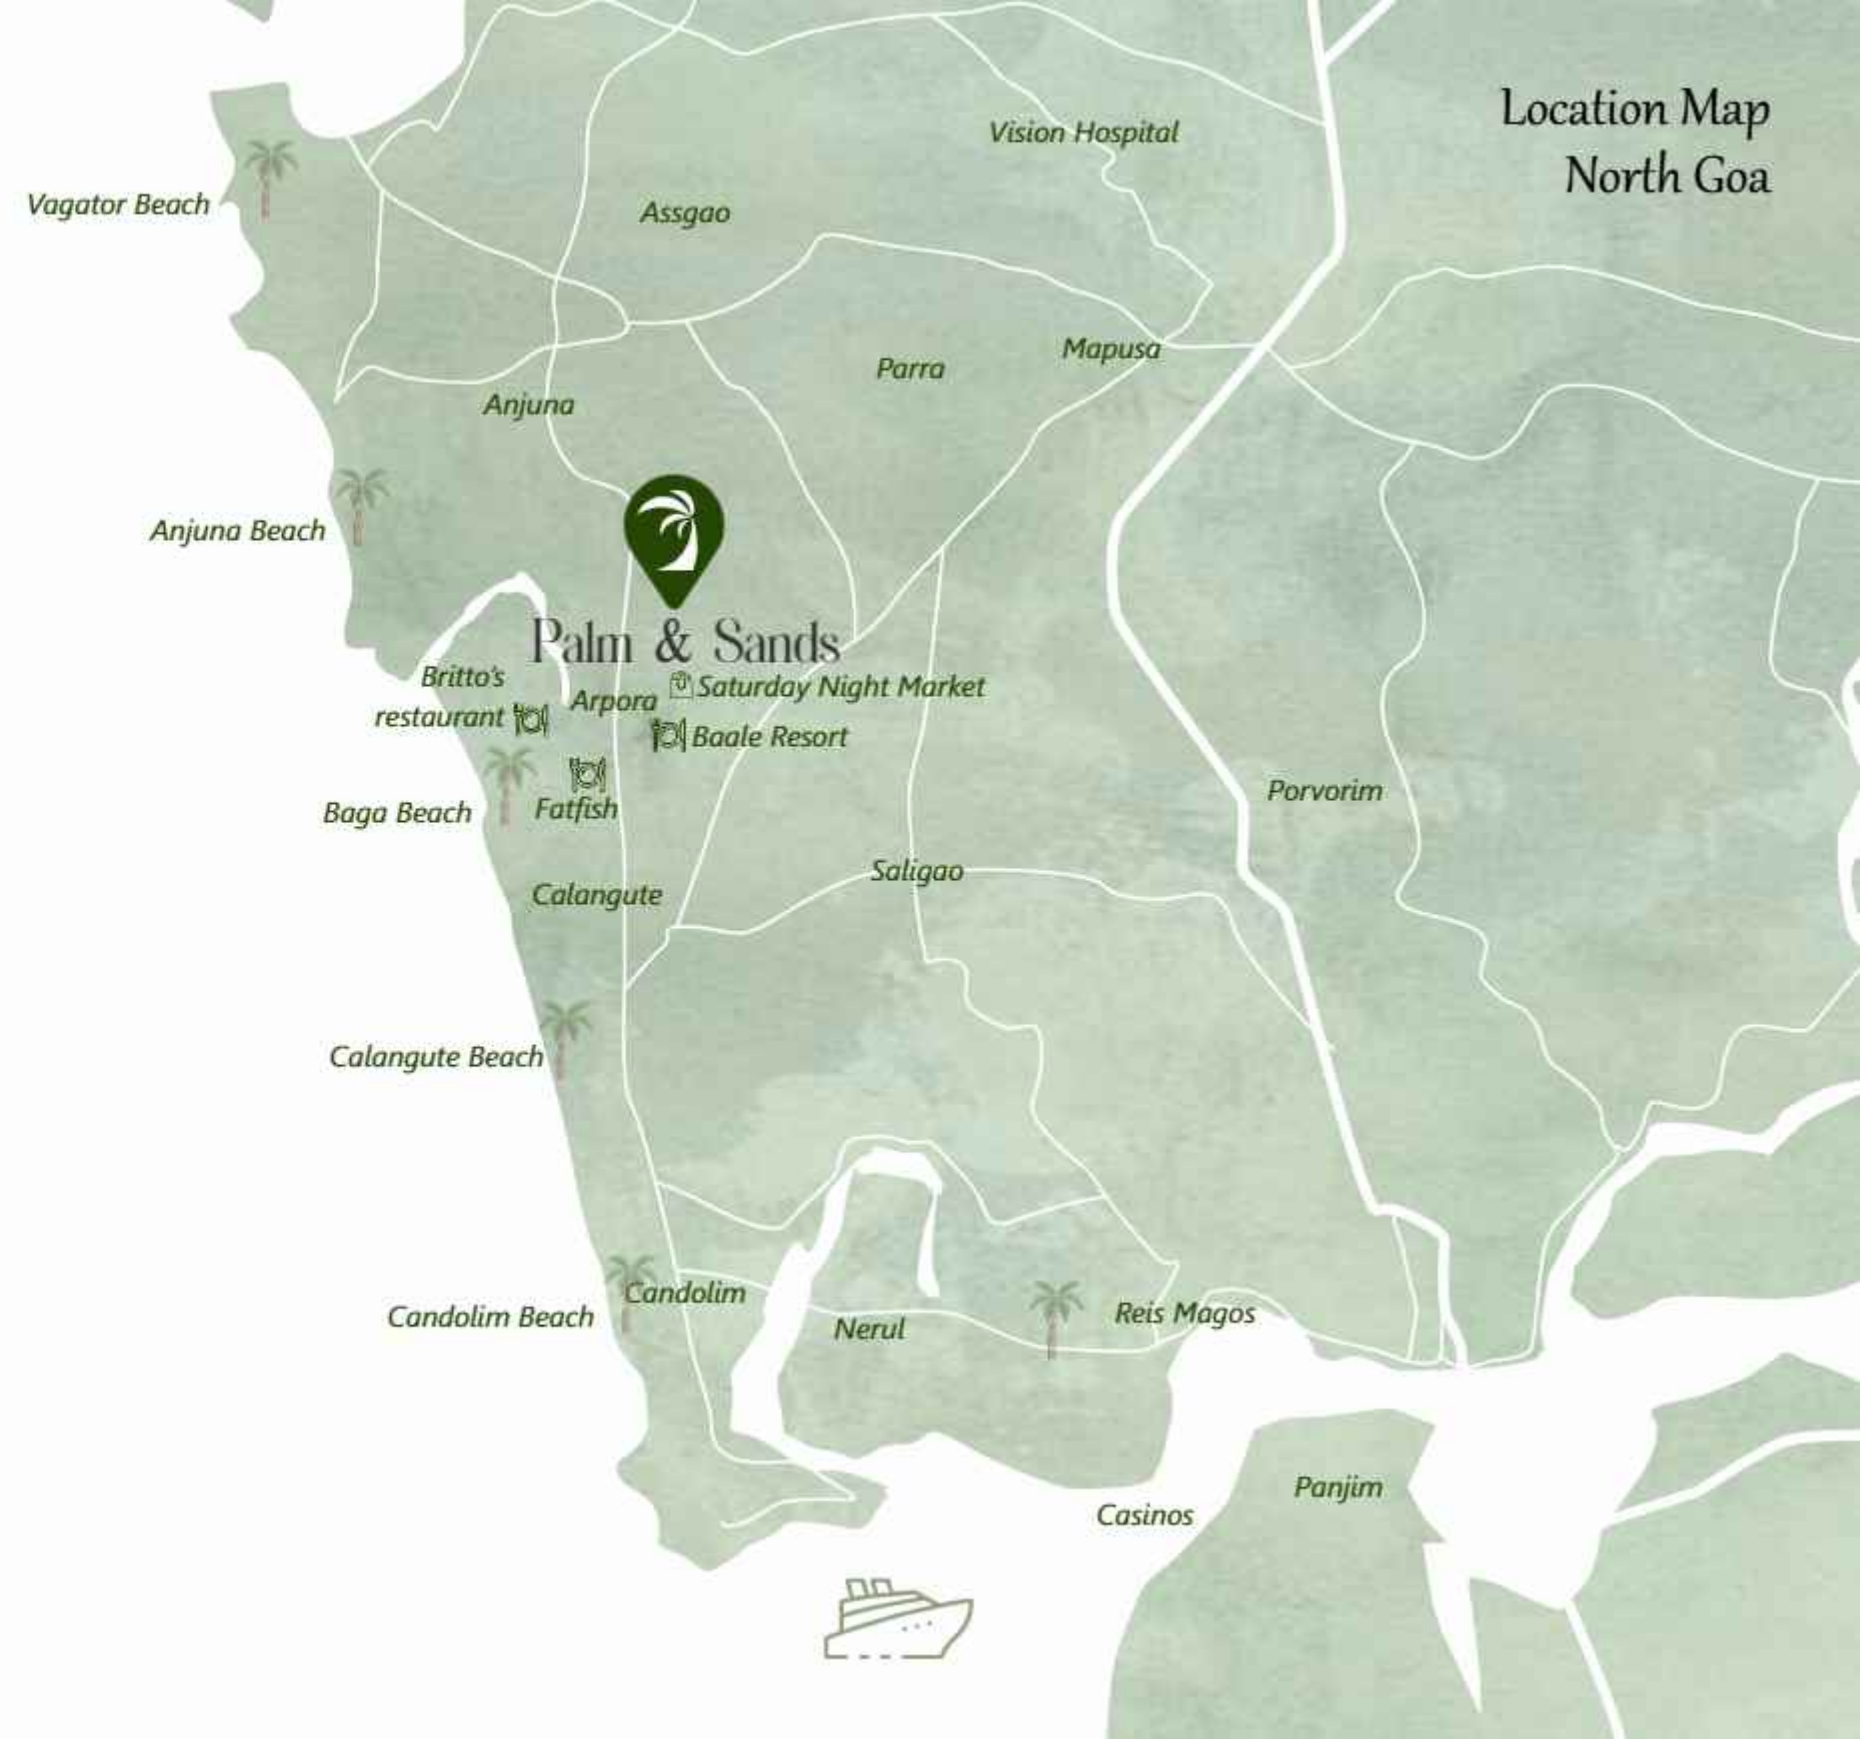 Location Map
North Goa
Vision Hospital
Vagator Beach
Assgao
Mapusa
Parra
Anjuna
Anjuna Beach
Palm & Sands
Britto's
restaurant
Arpora
Saturday Night Market
Baale Resort
Baga Beach
Fatfish
Porvorim
Saligao
Calangute
Calangute Beach
Candolim
Candolim Beach
Nerul
Reis Magos
Panjim
Casinos